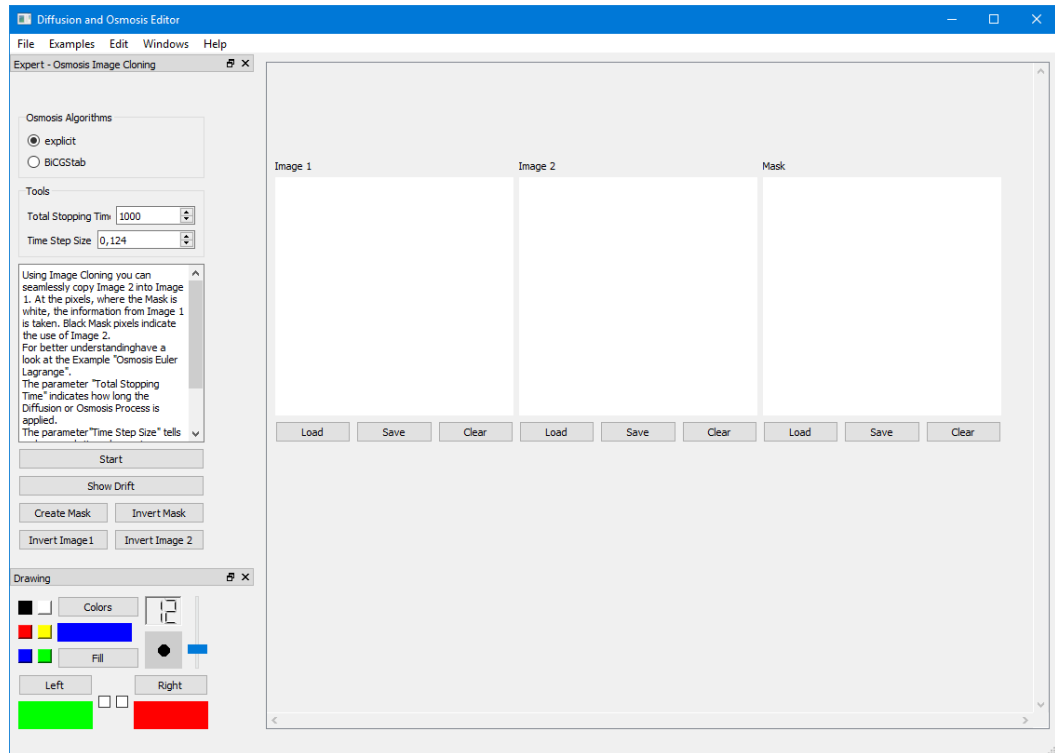 Diffusion and Osmosis Editor
File Examples Edit Windows Help
Expert - Osmosis Image Cloning
Osmosis Algorithms
explicit
BiCGStab
Tools
Total Stopping Tim 1000
Time Step Size 0,124
Using Image Cloning you can
seamlessly copy Image 2 into Image
1. At the pixels, where the Mask is
white, the information from Image 1
is taken. Black Mask pixels indicate
the use of Image 2.
For better understandinghave a
look at the Example "Osmosis Euler
Lagrange".
The parameter "Total Stopping
Time" indicates how long the
Diffusion or Osmosis Process is
applied.
The parameter"Time Step Size" tells
Start
Show Drift
Create Mask Invert Mask
Invert Image1 Invert Image 2
Drawing
Colors
12
Fill
Left Right
Image 1 Image 2 Mask
Load Save Clear Load Save Clear Load Save Clear